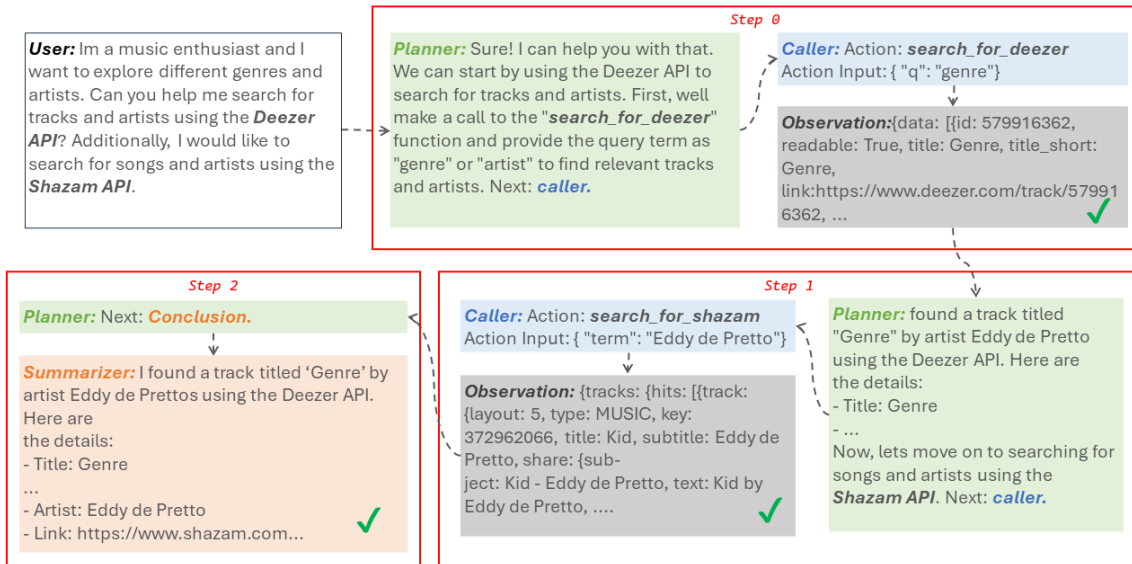 Step 0
User: Im a music enthusiast and I
want to explore different genres and
artists. Can you help me search for
tracks and artists using the Deezer
API? Additionally, I would like to
search for songs and artists using the
Shazam API.
Planner: Sure! I can help you with that.
We can start by using the Deezer API to
search for tracks and artists. First, well
make a call to the "search_for_deezer"
function and provide the query term as
"genre" or "artist" to find relevant tracks
and artists. Next: caller.
Caller: Action: search_for_deezer
Action Input: { "q": "genre"}
Observation:{data: [{id: 579916362,
readable: True, title: Genre, title_short:
Genre,
link:https://www.deezer.com/track/57991
6362, ...
Step 1
Planner: found a track titled
"Genre" by artist Eddy de Pretto
using the Deezer API. Here are
the details:
- Title: Genre
- ...
Now, lets move on to searching for
songs and artists using the
Shazam API. Next: caller.
Caller: Action: search_for_shazam
Action Input: { "term": "Eddy de Pretto"}
Observation: {tracks: {hits: [{track:
{layout: 5, type: MUSIC, key:
372962066, title: Kid, subtitle: Eddy de
Pretto, share: {sub-
ject: Kid - Eddy de Pretto, text: Kid by
Eddy de Pretto, ....
Step 2
Planner: Next: Conclusion.
Summarizer: I found a track titled ‘Genre’ by
artist Eddy de Prettos using the Deezer API.
Here are
the details:
- Title: Genre
...
- Artist: Eddy de Pretto
- Link: https://www.shazam.com...